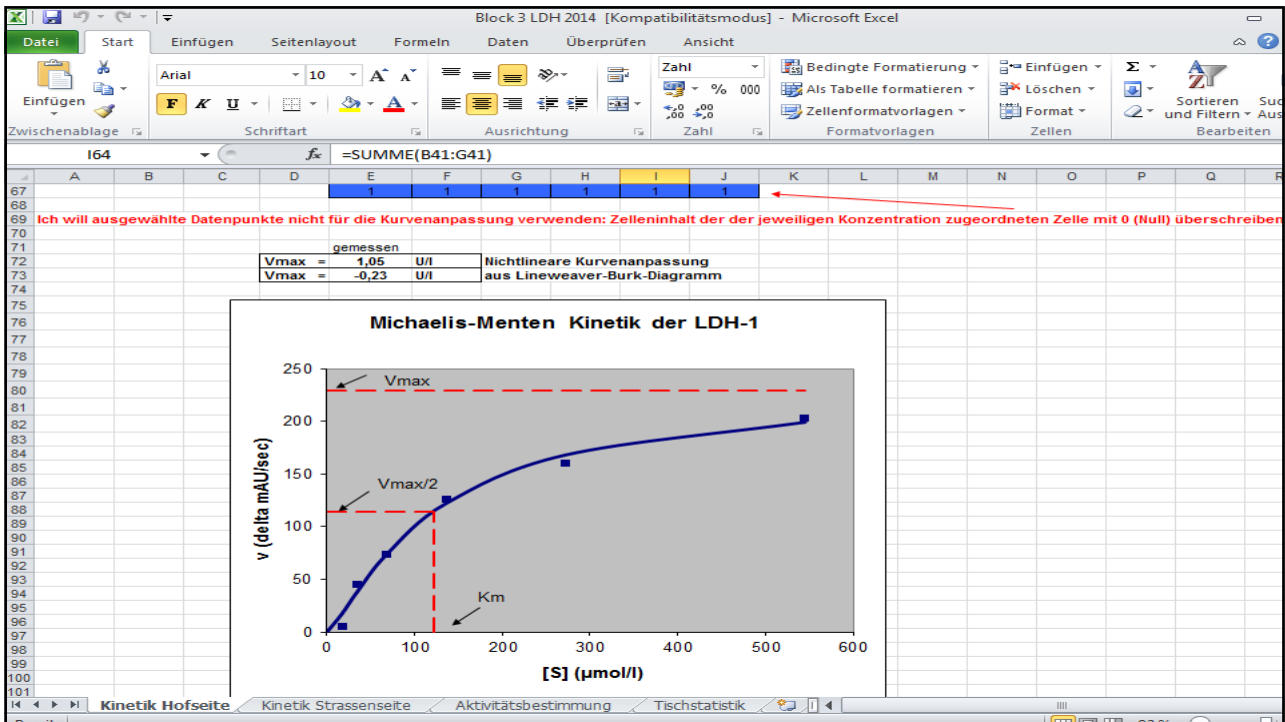 Block 3 LDH 2014 [Kompatibilitätsmodus] - Microsoft Excel
Datei Start Einfügen Seitenlayout Formeln Daten Überprüfen Ansicht
Einfügen
Arial 10
F K U
Zahl
% 000
Bedingte Formatierung
Als Tabelle formatieren
Zellenformatvorlagen
Einfügen
Löschen
Format
Σ
Sortieren
und Filtern
Suc
Aus
Zwischenablage Schriftart Ausrichtung Zahl Formatvorlagen Zellen Bearbeiten
I64 fx =SUMME(B41:G41)
A B C D E F G H I J K L M N O P Q R
67 1 1 1 1 1 1
68
69 Ich will ausgewählte Datenpunkte nicht für die Kurvenanpassung verwenden: Zelleninhalt der der jeweiligen Konzentration zugeordneten Zelle mit 0 (Null) überschreiben
70
71 gemessen
72 Vmax = 1,05 U/l Nichtlineare Kurvenanpassung
73 Vmax = -0,23 U/l aus Lineweaver-Burk-Diagramm
74
75
76
77
78
79
80
81
82
83
84
85
86
87
88
89
90
91
92
93
94
95
96
97
98
99
100
101
Michaelis-Menten Kinetik der LDH-1
v (delta mAU/sec)
250
200
150
100
50
0
Vmax
Vmax/2
Km
0 100 200 300 400 500 600
[S] (µmol/l)
Kinetik Hofseite Kinetik Strassenseite Aktivitätsbestimmung Tischstatistik